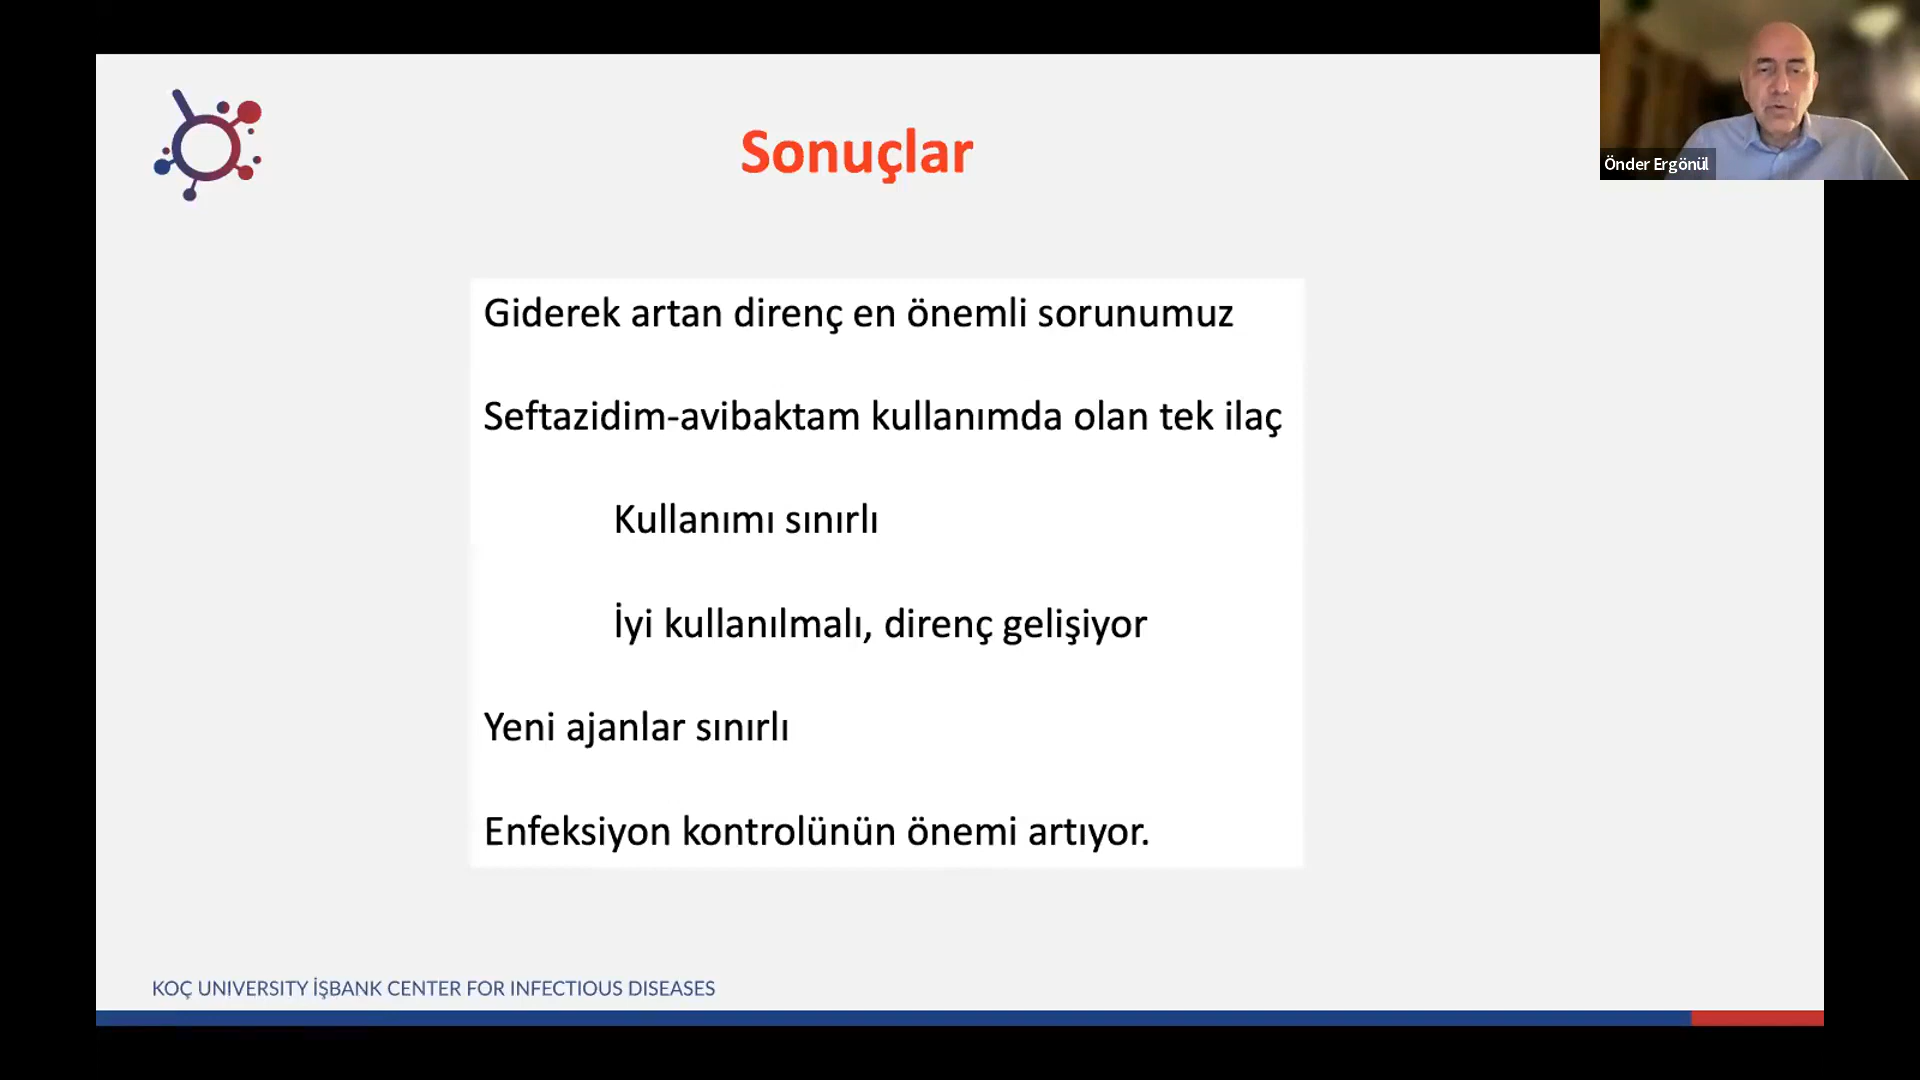 Sonuçlar
Önder Ergönül
Giderek artan direnç en önemli sorunumuz
Seftazidim-avibaktam kullanımda olan tek ilaç
Kullanımı sınırlı
İyi kullanılmalı, direnç gelişiyor
Yeni ajanlar sınırlı
Enfeksiyon kontrolünün önemi artıyor.
KOÇ UNIVERSITY İŞBANK CENTER FOR INFECTIOUS DISEASES